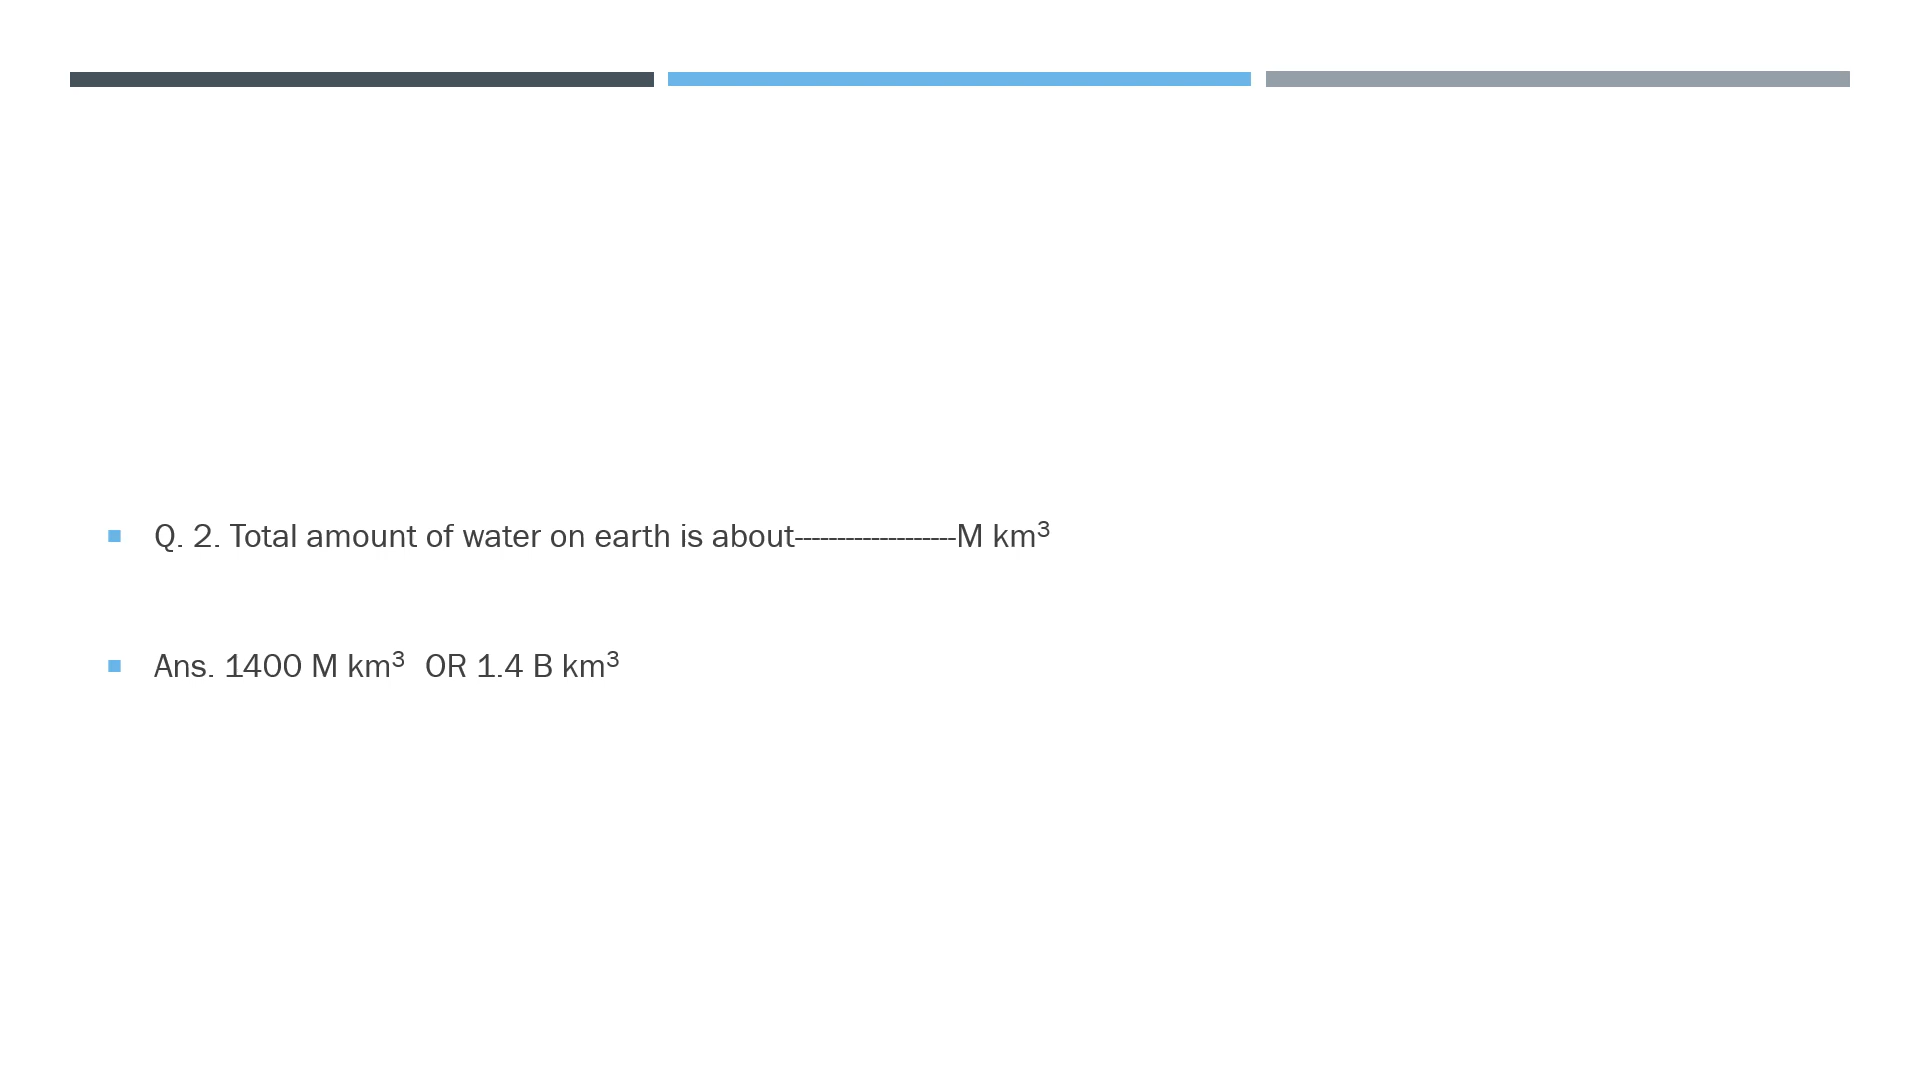 Q. 2. Total amount of water on earth is about-------------------M km³
Ans. 1400 M km³  OR 1.4 B km³